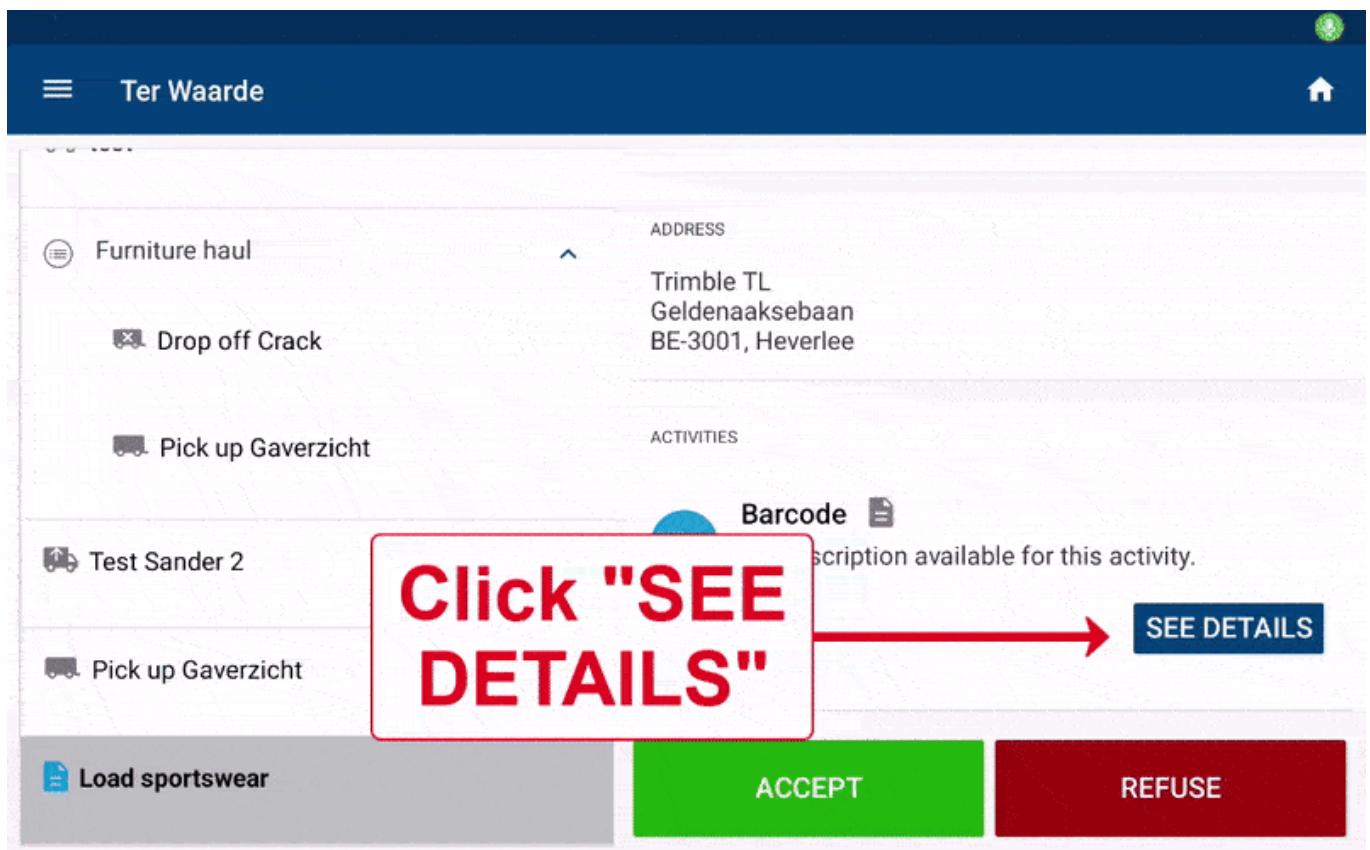 Ter Waarde
Furniture haul
Drop off Crack
Pick up Gaverzicht
Test Sander 2
Pick up Gaverzicht
Load sportswear
ADDRESS
Trimble TL
Geldenaaksebaan
BE-3001, Heverlee
ACTIVITIES
Barcode
available for this activity.
SEE DETAILS
Click "SEE
DETAILS"
ACCEPT
REFUSE